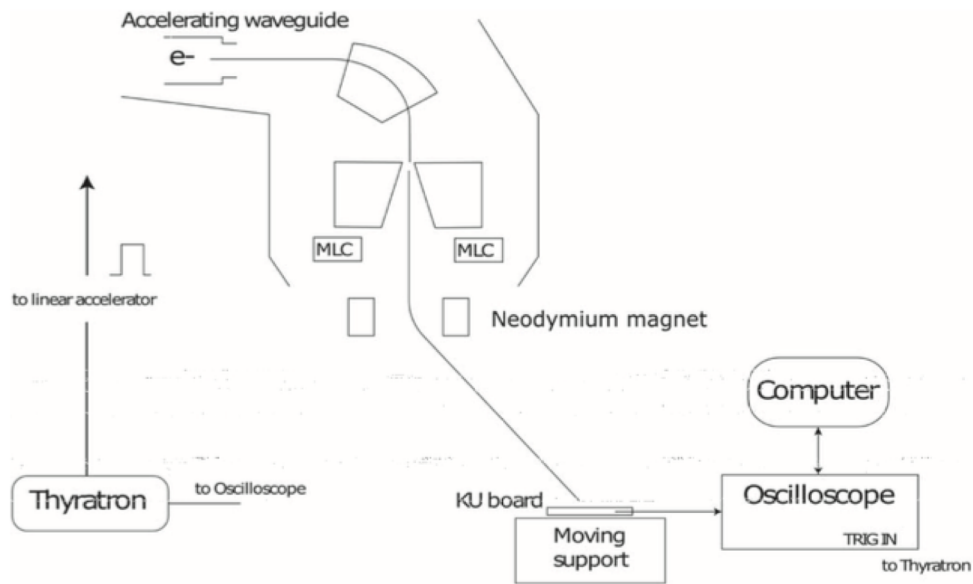 Accelerating waveguide
e-
MLC
MLC
to linear accelerator
Neodymium magnet
Computer
Thyratron
to Oscilloscope
KU board
Oscilloscope
Moving
support
TRIG IN
to Thyratron